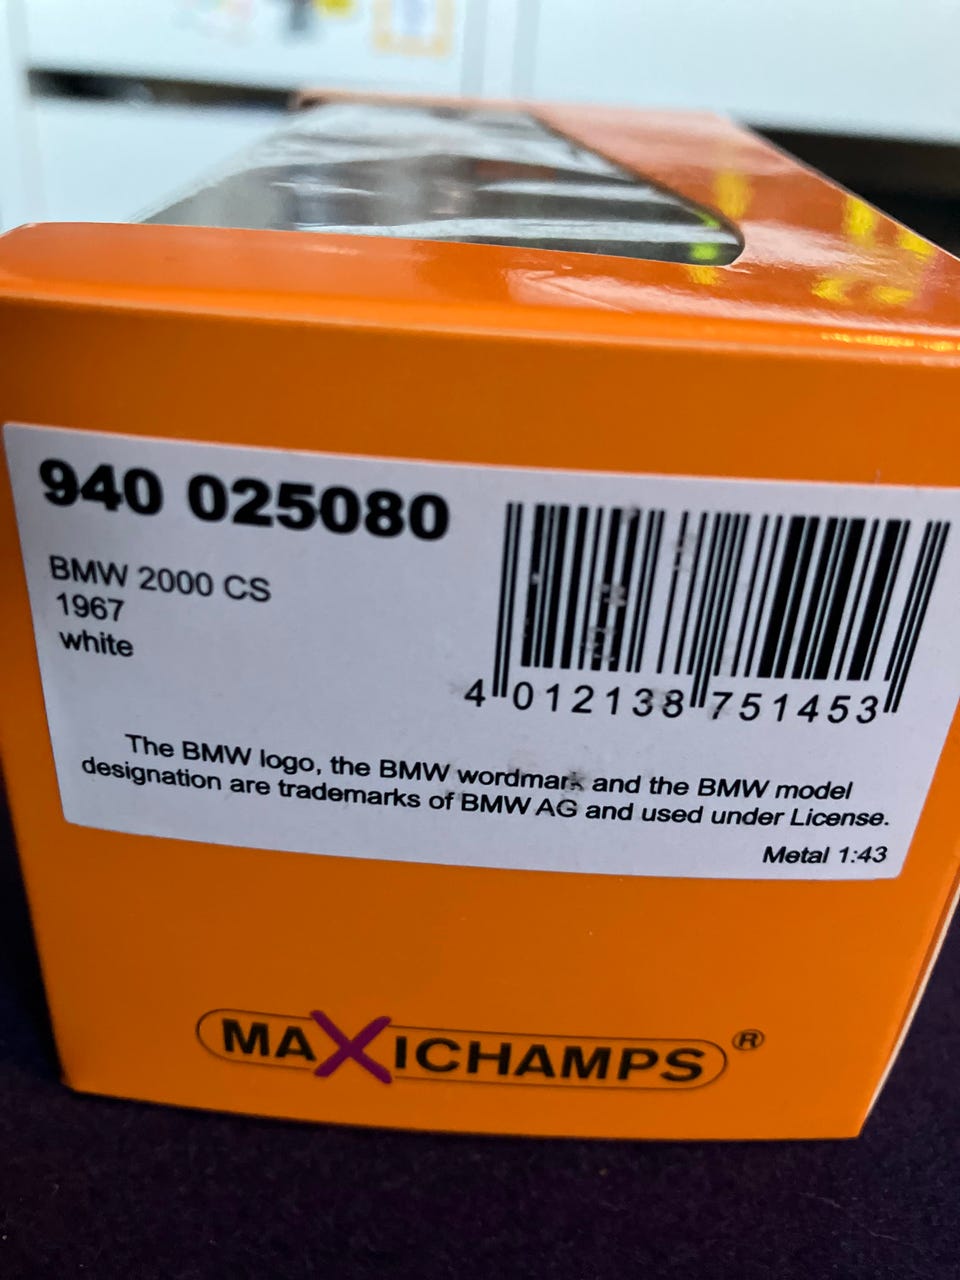 940 025080
BMW 2000 CS
1967
white
4 012138 751453
The BMW logo, the BMW wordmark and the BMW model
designation are trademarks of BMW AG and used under License.
Metal 1:43
MAXICHAMPS®